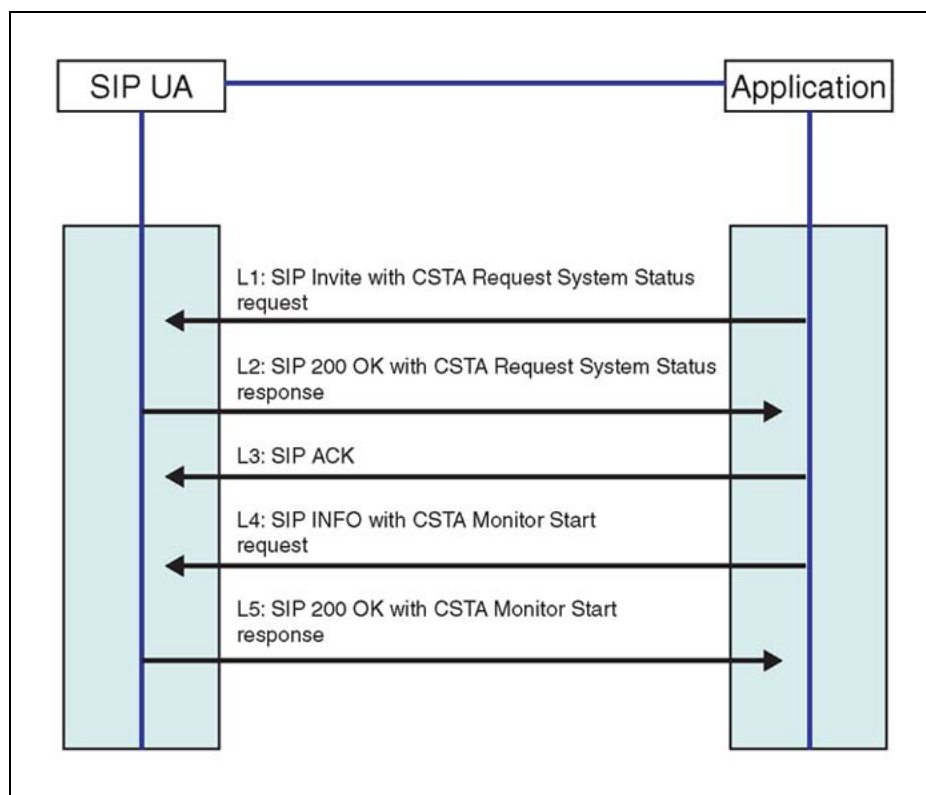 SIP UA
Application
L1: SIP Invite with CSTA Request System Status
request
L2: SIP 200 OK with CSTA Request System Status
response
L3: SIP ACK
L4: SIP INFO with CSTA Monitor Start
request
L5: SIP 200 OK with CSTA Monitor Start
response